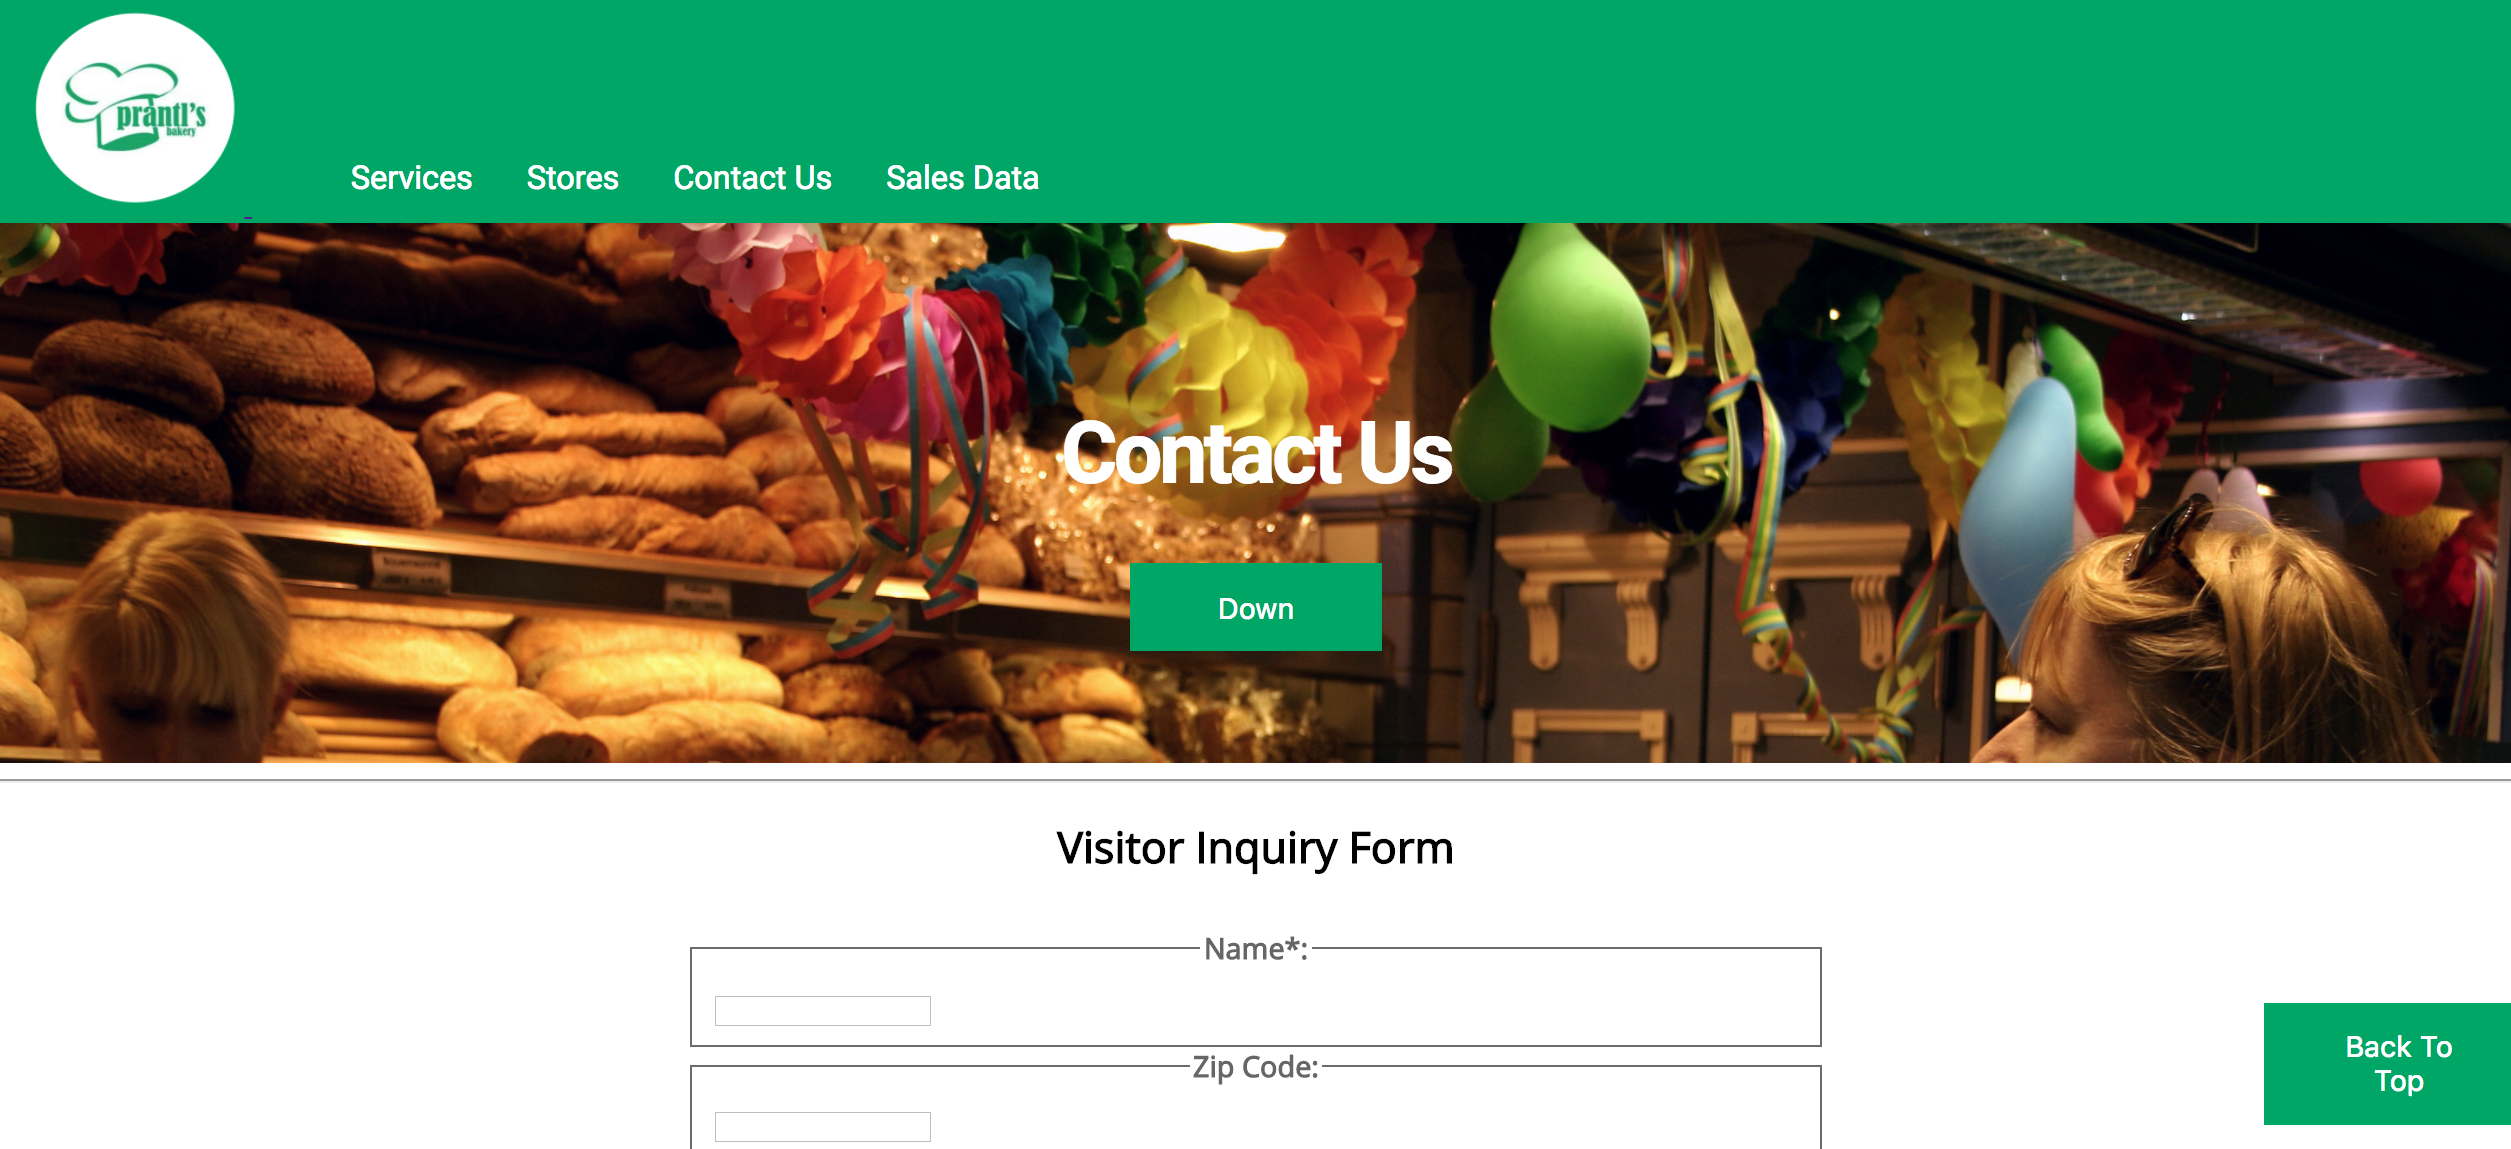 prantl's
bakery
Services Stores Contact Us Sales Data
Contact Us
Down
Visitor Inquiry Form
Name*:
Zip Code:
Back To
Top